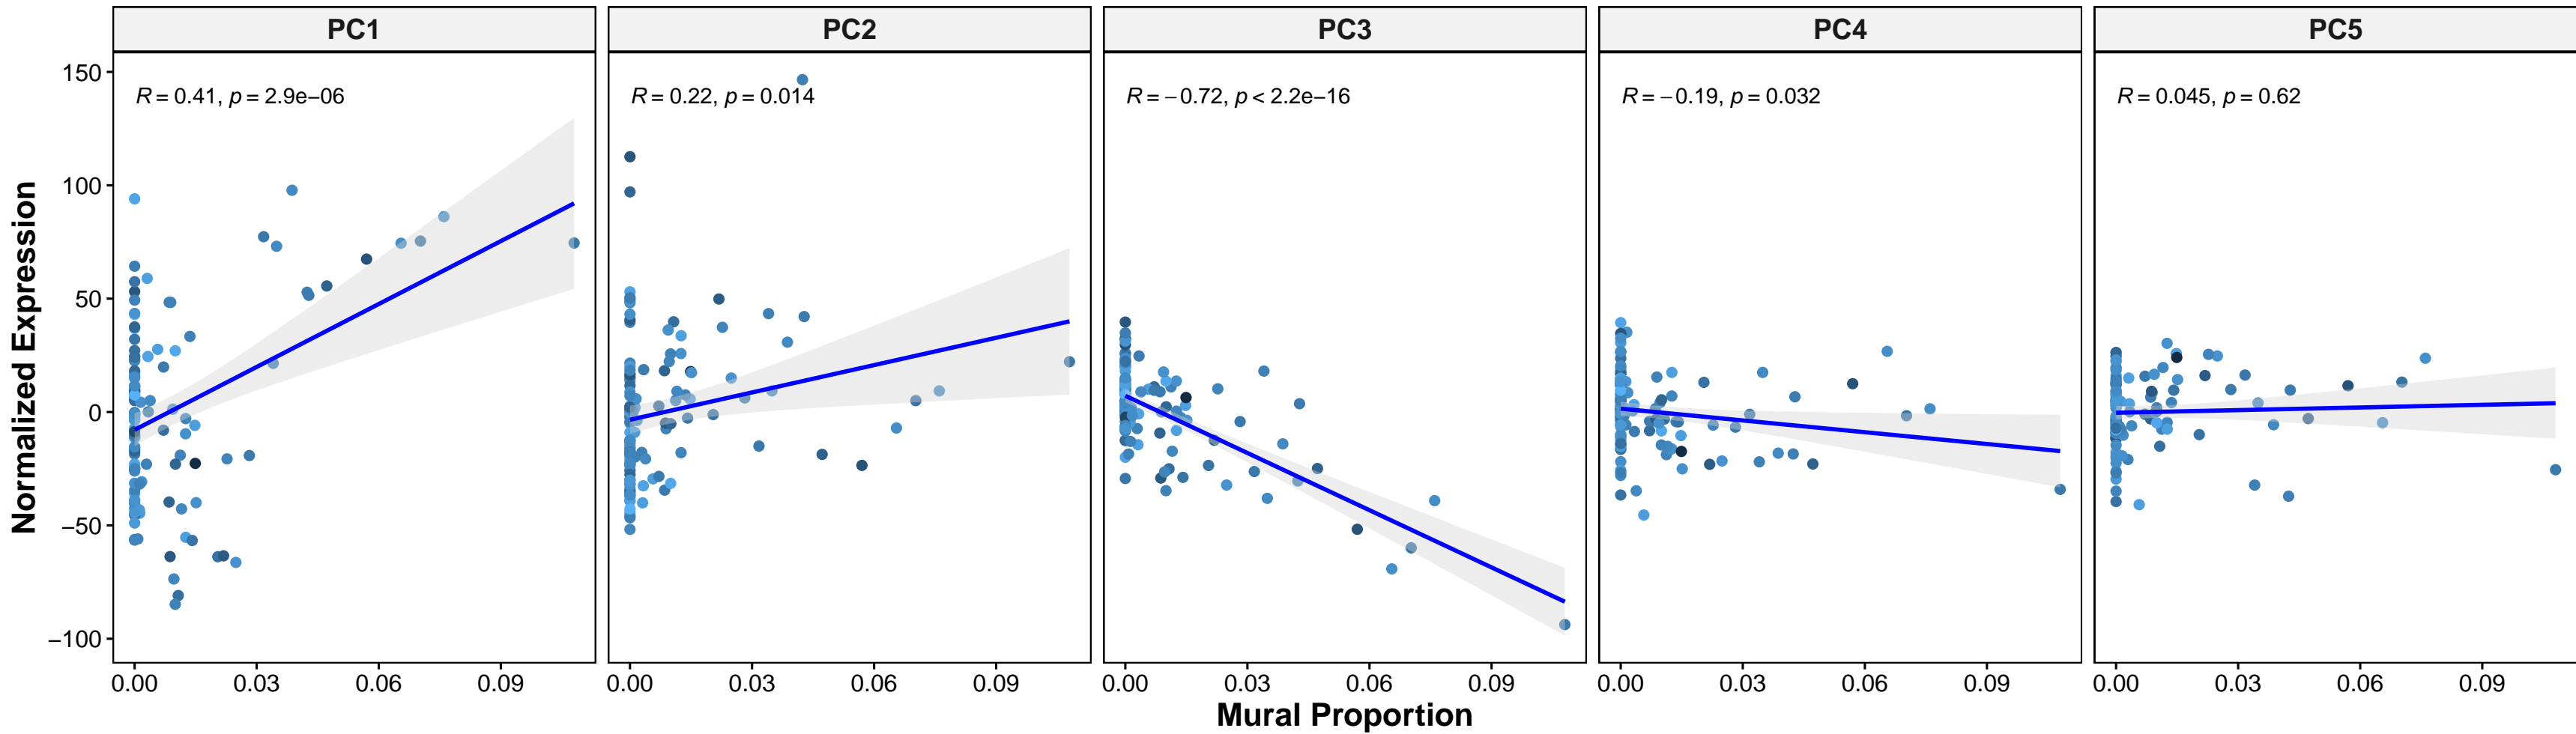 PC1 PC2 PC3 PC4 PC5
R = 0.41, p = 2.9e−06 R = 0.22, p = 0.014 R = −0.72, p < 2.2e−16 R = −0.19, p = 0.032 R = 0.045, p = 0.62
150
100
50
0
−50
−100
Normalized Expression
0.00 0.03 0.06 0.09 0.00 0.03 0.06 0.09 0.00 0.03 0.06 0.09 0.00 0.03 0.06 0.09 0.00 0.03 0.06 0.09
Mural Proportion